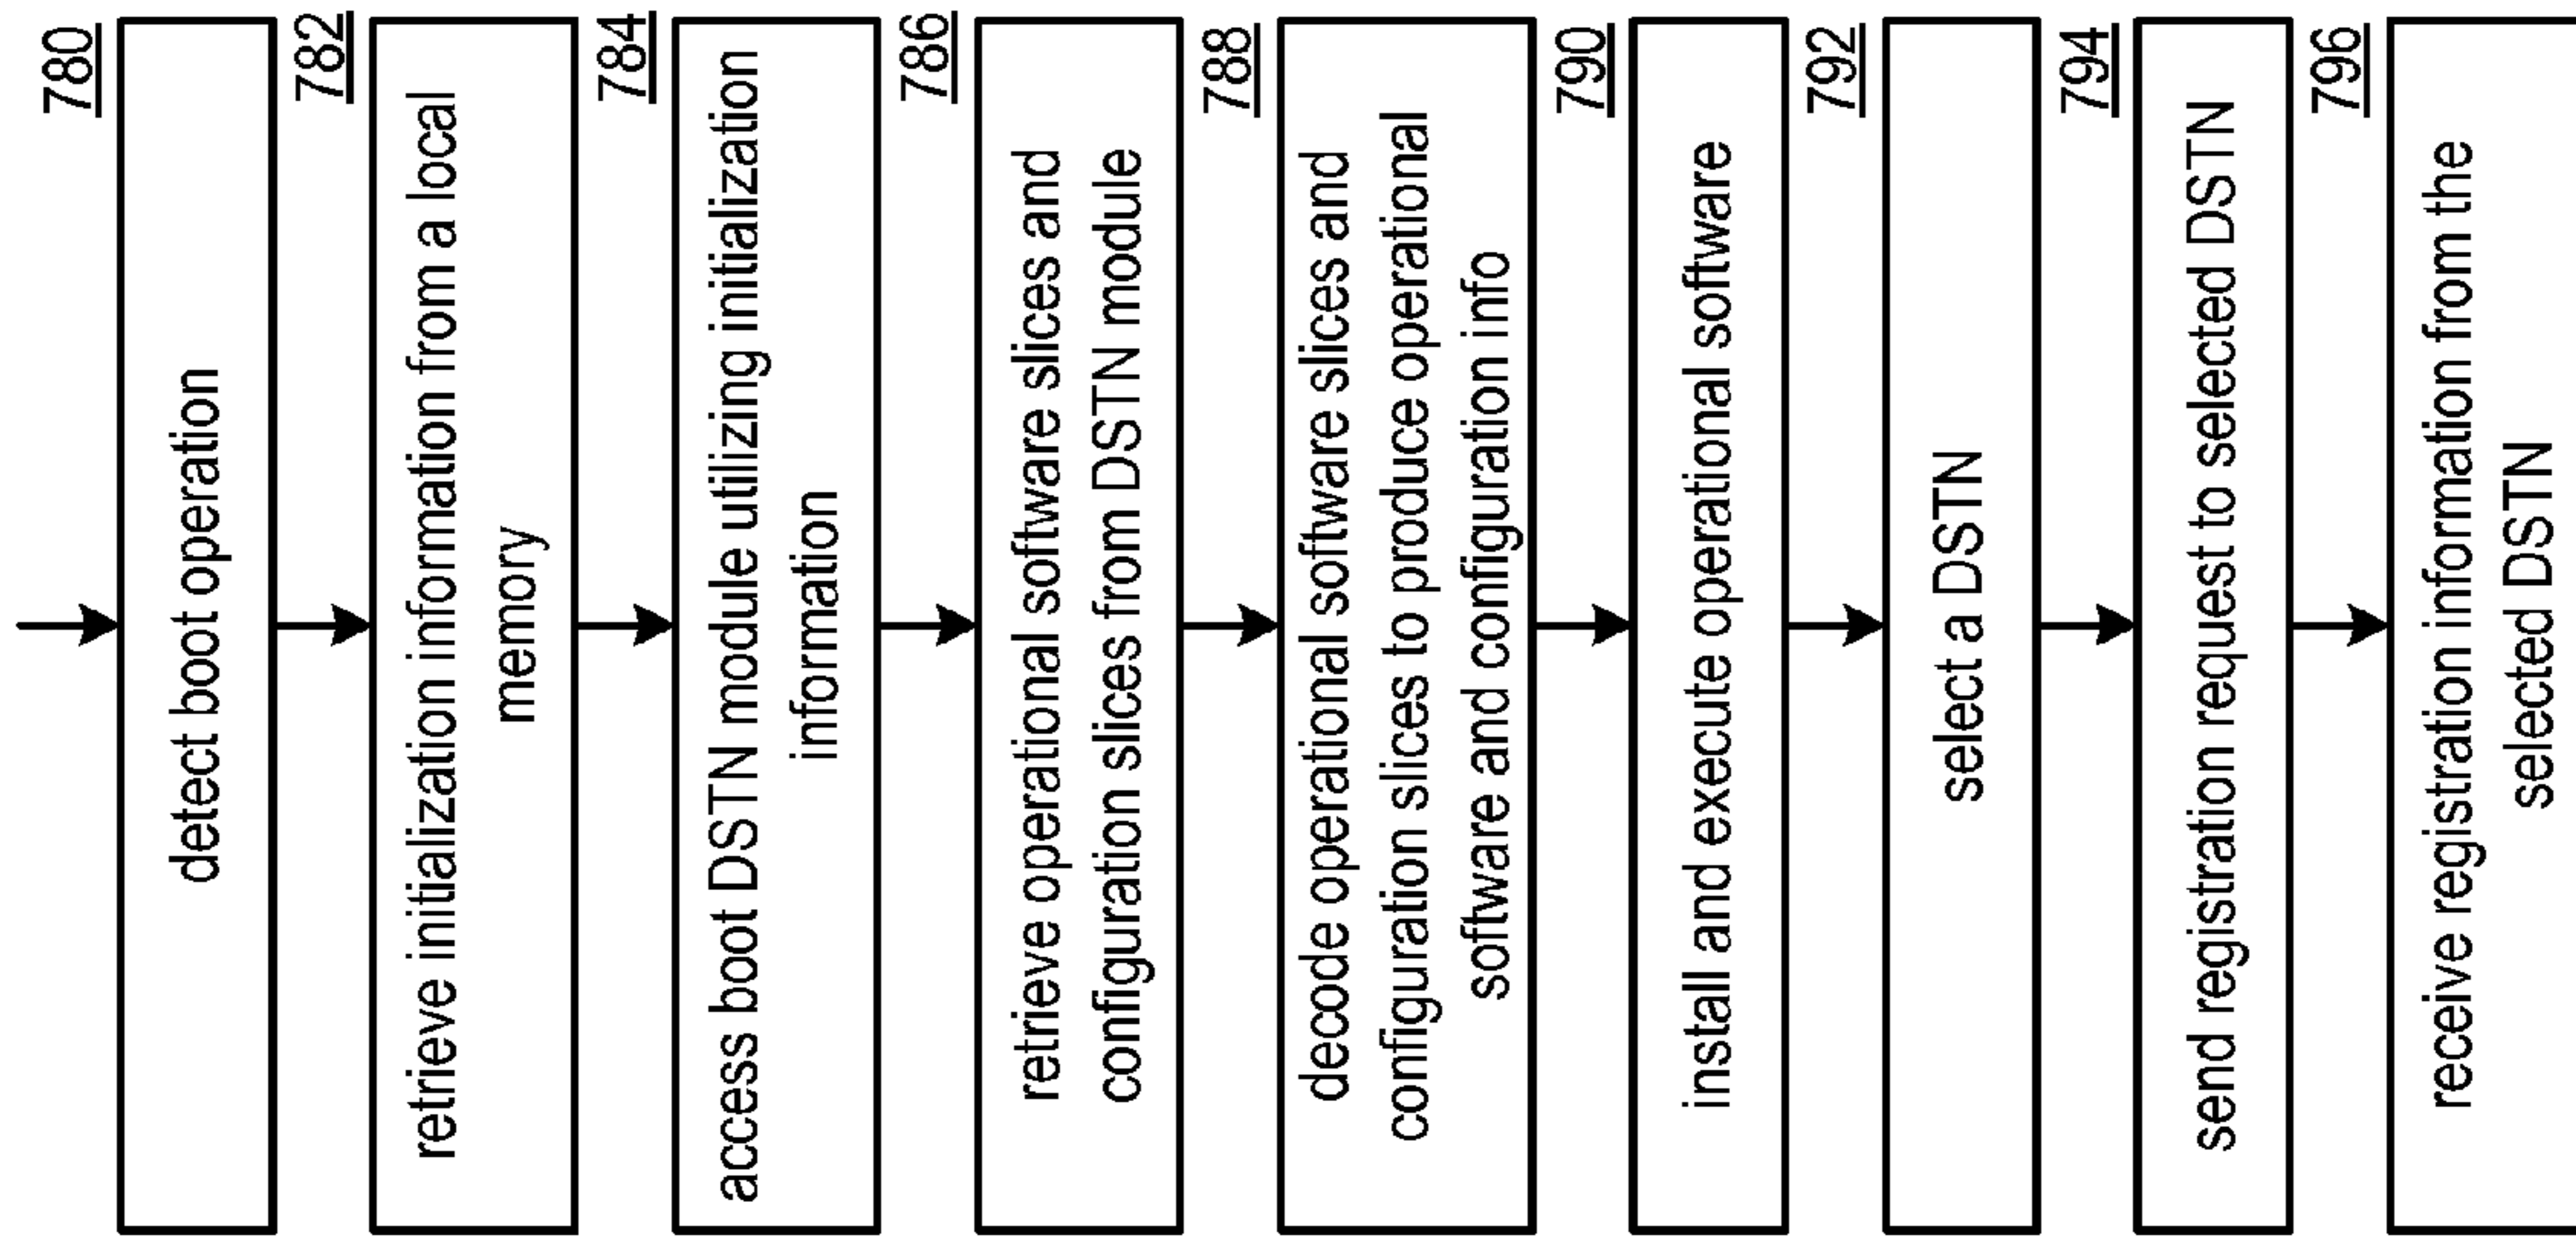 780
detect boot operation
782
retrieve initialization information from a local
memory
784
access boot DSTN module utilizing initialization
information
786
retrieve operational software slices and
configuration slices from DSTN module
788
decode operational software slices and
configuration slices to produce operational
software and configuration info
790
install and execute operational software
792
select a DSTN
794
send registration request to selected DSTN
796
receive registration information from the
selected DSTN